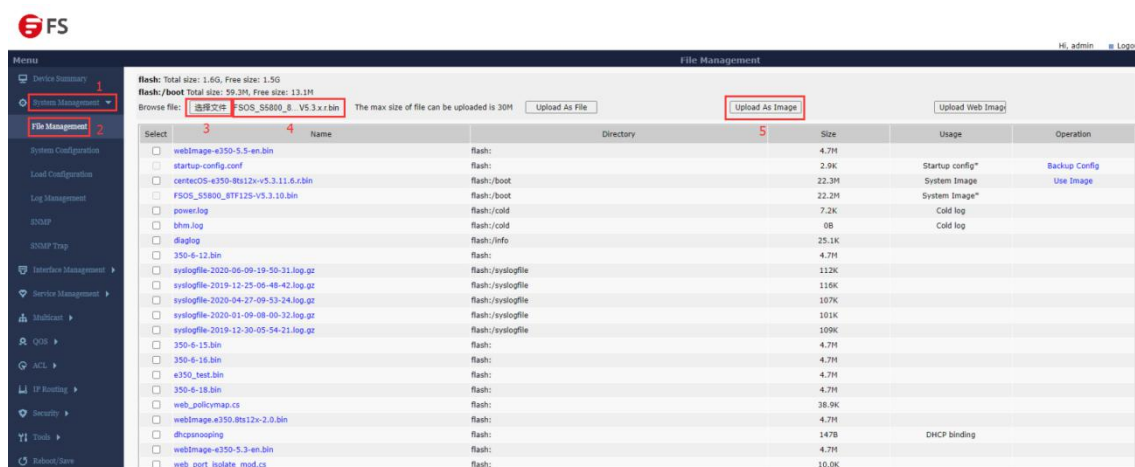 FS
Hi, admin Logo
Menu File Management
Device Summary
System Management
File Management
System Configuration
Load Configuration
Log Management
SNMP
SNMP Trap
Interface Management
Service Management
Multicast
QOS
ACL
IP Routing
Security
Tools
Reboot/Save
1
2
flash: Total size: 1.6G, Free size: 1.5G
flash:/boot Total size: 59.3M, Free size: 13.1M
Browse file: 选择文件 FSOS_S5800_8...V5.3.x.r.bin The max size of file can be uploaded is 30M Upload As File Upload As Image Upload Web Imag
3 4 5
Select Name Directory Size Usage Operation
webImage-e350-5.5-en.bin flash: 4.7M
startup-config.conf flash: 2.9K Startup config* Backup Config
centecOS-e350-8ts12x-v5.3.11.6.r.bin flash:/boot 22.3M System Image Use Image
FSOS_S5800_8TF12S-V5.3.10.bin flash:/boot 22.2M System Image*
power.log flash:/cold 7.2K Cold log
bhm.log flash:/cold 0B Cold log
diaglog flash:/info 25.1K
350-6-12.bin flash: 4.7M
syslogfile-2020-06-09-19-50-31.log.gz flash:/syslogfile 112K
syslogfile-2019-12-25-06-48-42.log.gz flash:/syslogfile 116K
syslogfile-2020-04-27-09-53-24.log.gz flash:/syslogfile 107K
syslogfile-2020-01-09-08-00-32.log.gz flash:/syslogfile 101K
syslogfile-2019-12-30-05-54-21.log.gz flash:/syslogfile 109K
350-6-15.bin flash: 4.7M
350-6-16.bin flash: 4.7M
e350_test.bin flash: 4.7M
350-6-18.bin flash: 4.7M
web_policymap.cs flash: 38.9K
webImage.e350.8ts12x-2.0.bin flash: 4.7M
dhcpsnooping flash: 147B DHCP binding
webImage-e350-5.3-en.bin flash: 4.7M
web_port_isolate_mod.cs flash: 10.0K